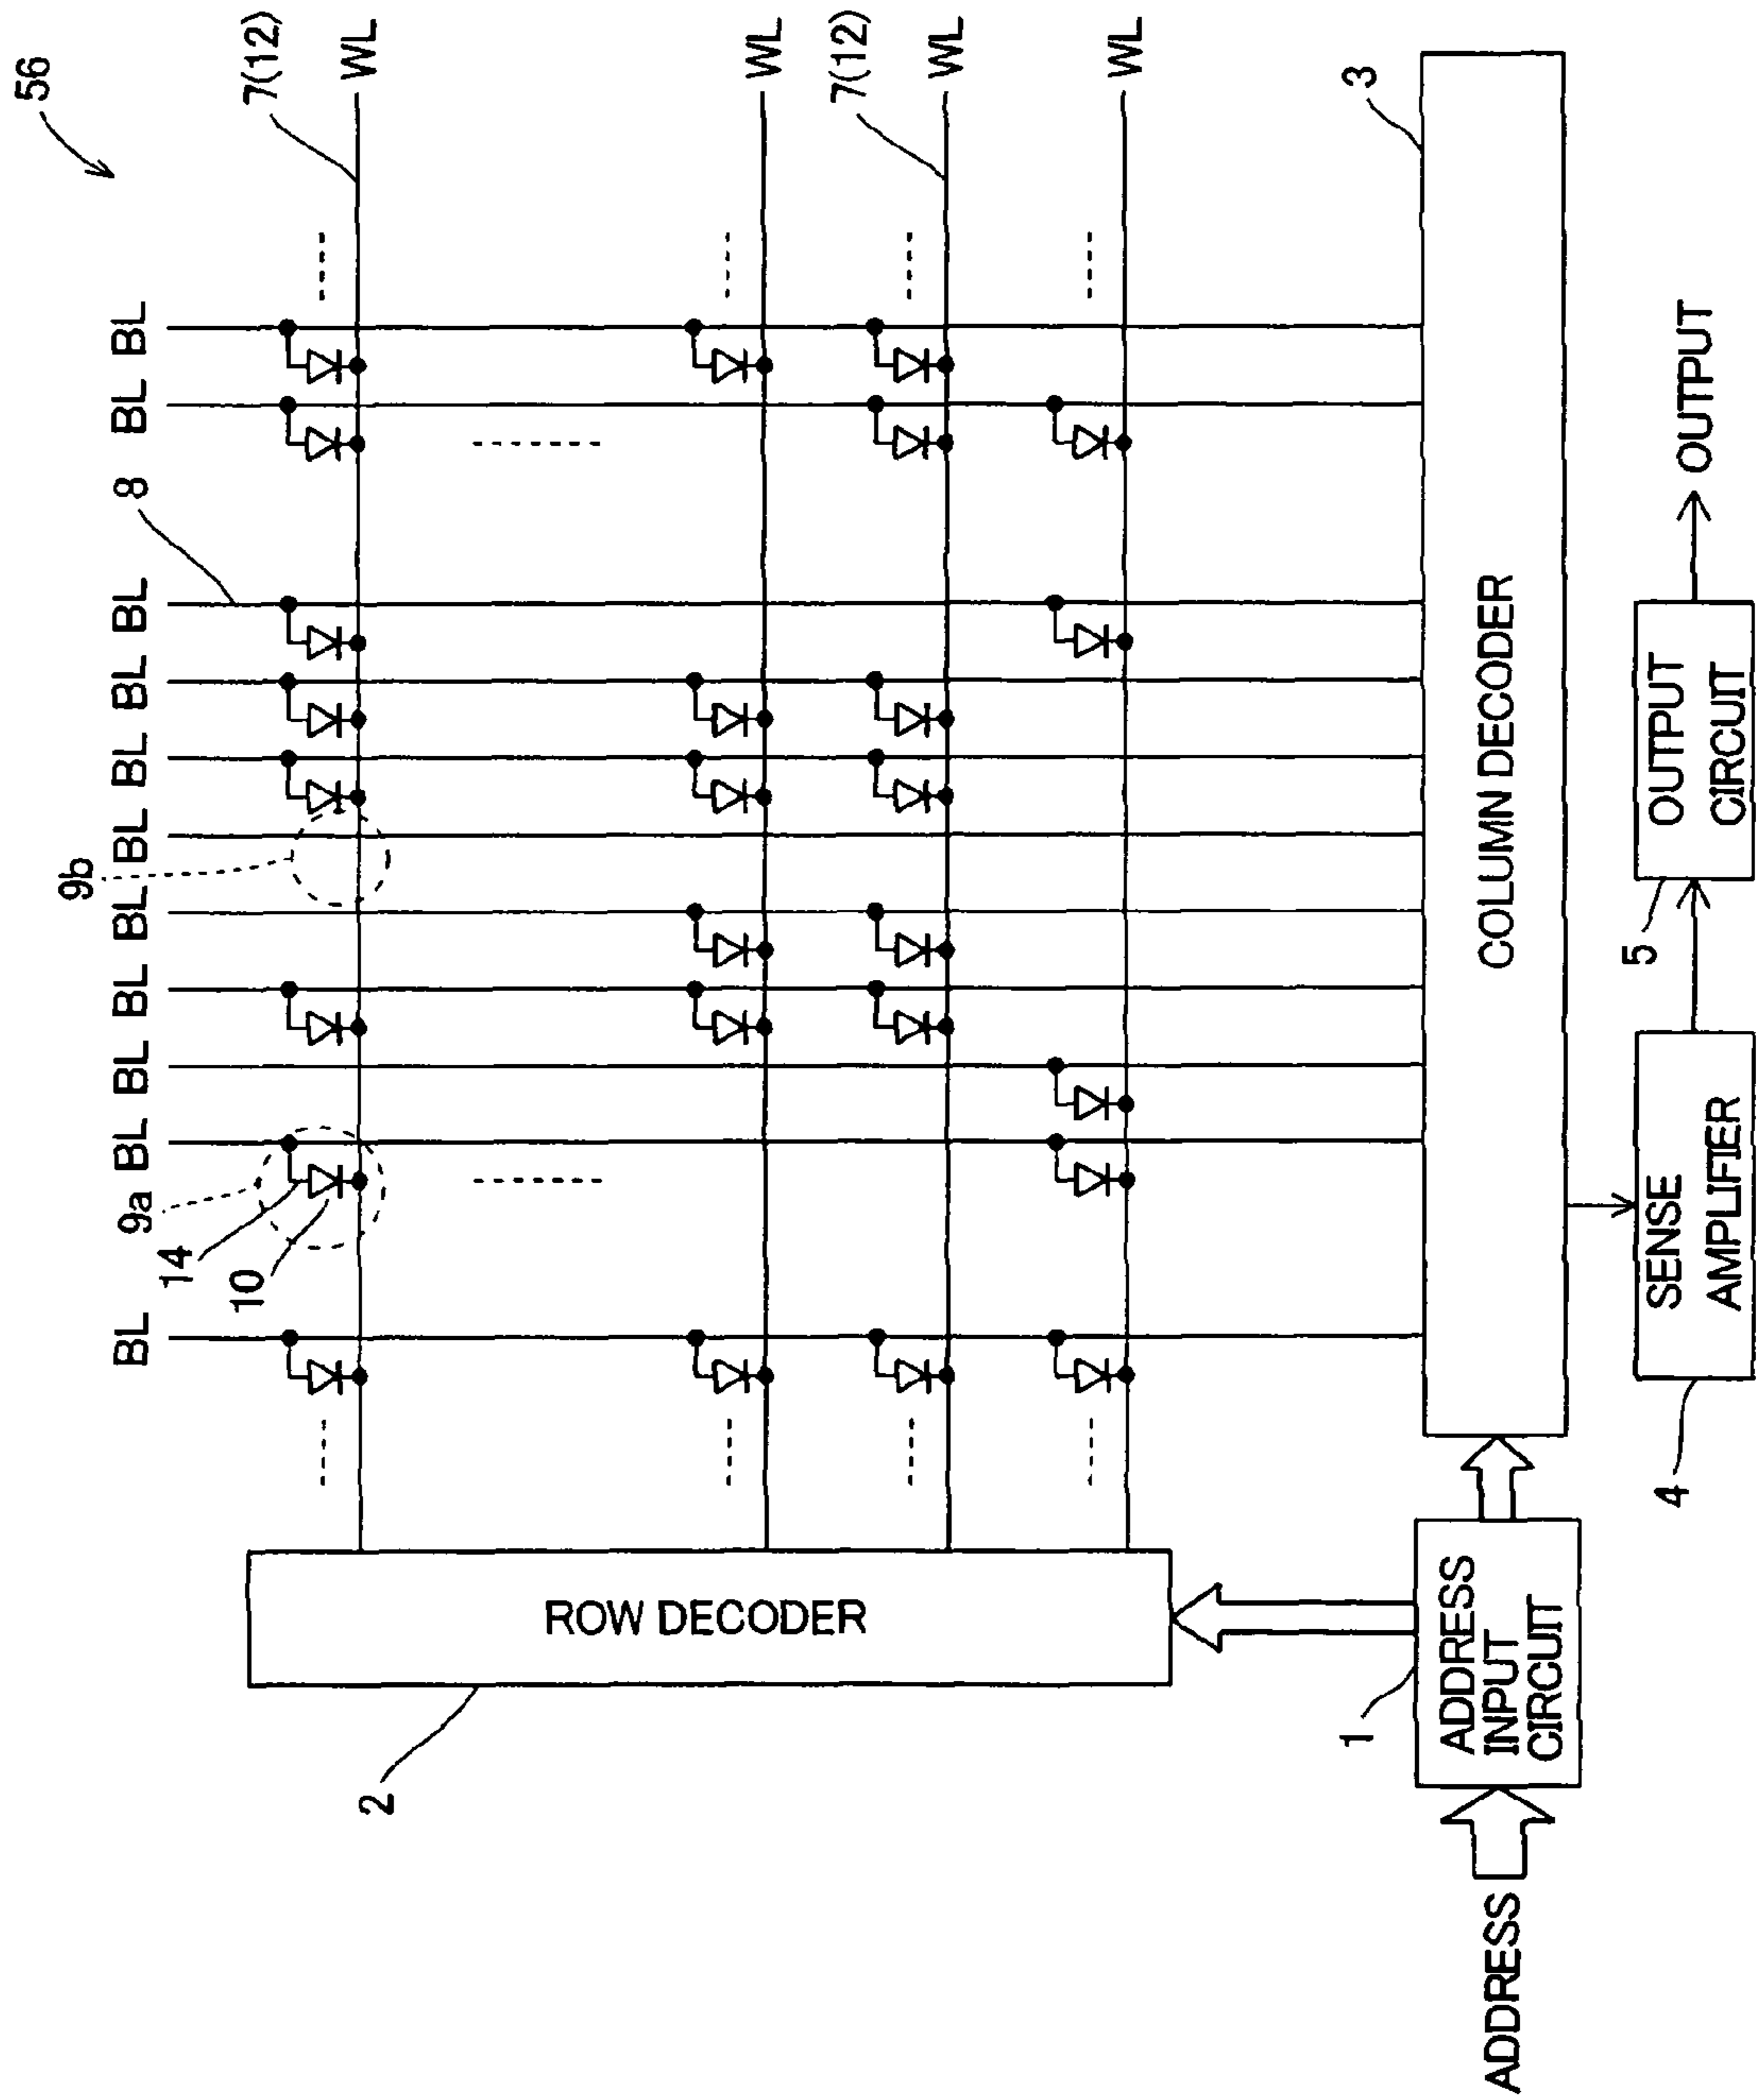 56
7(12)
WL
WL
7(12)
WL
WL
BL
BL
8
BL
BL
BL
BL
9b
BL
BL
BL
BL
9a
14
10
BL
3
COLUMN DECODER
ROW DECODER
2
ADDRESS
INPUT
CIRCUIT
1
ADDRESS
SENSE
AMPLIFIER
4
OUTPUT
CIRCUIT
5
OUTPUT